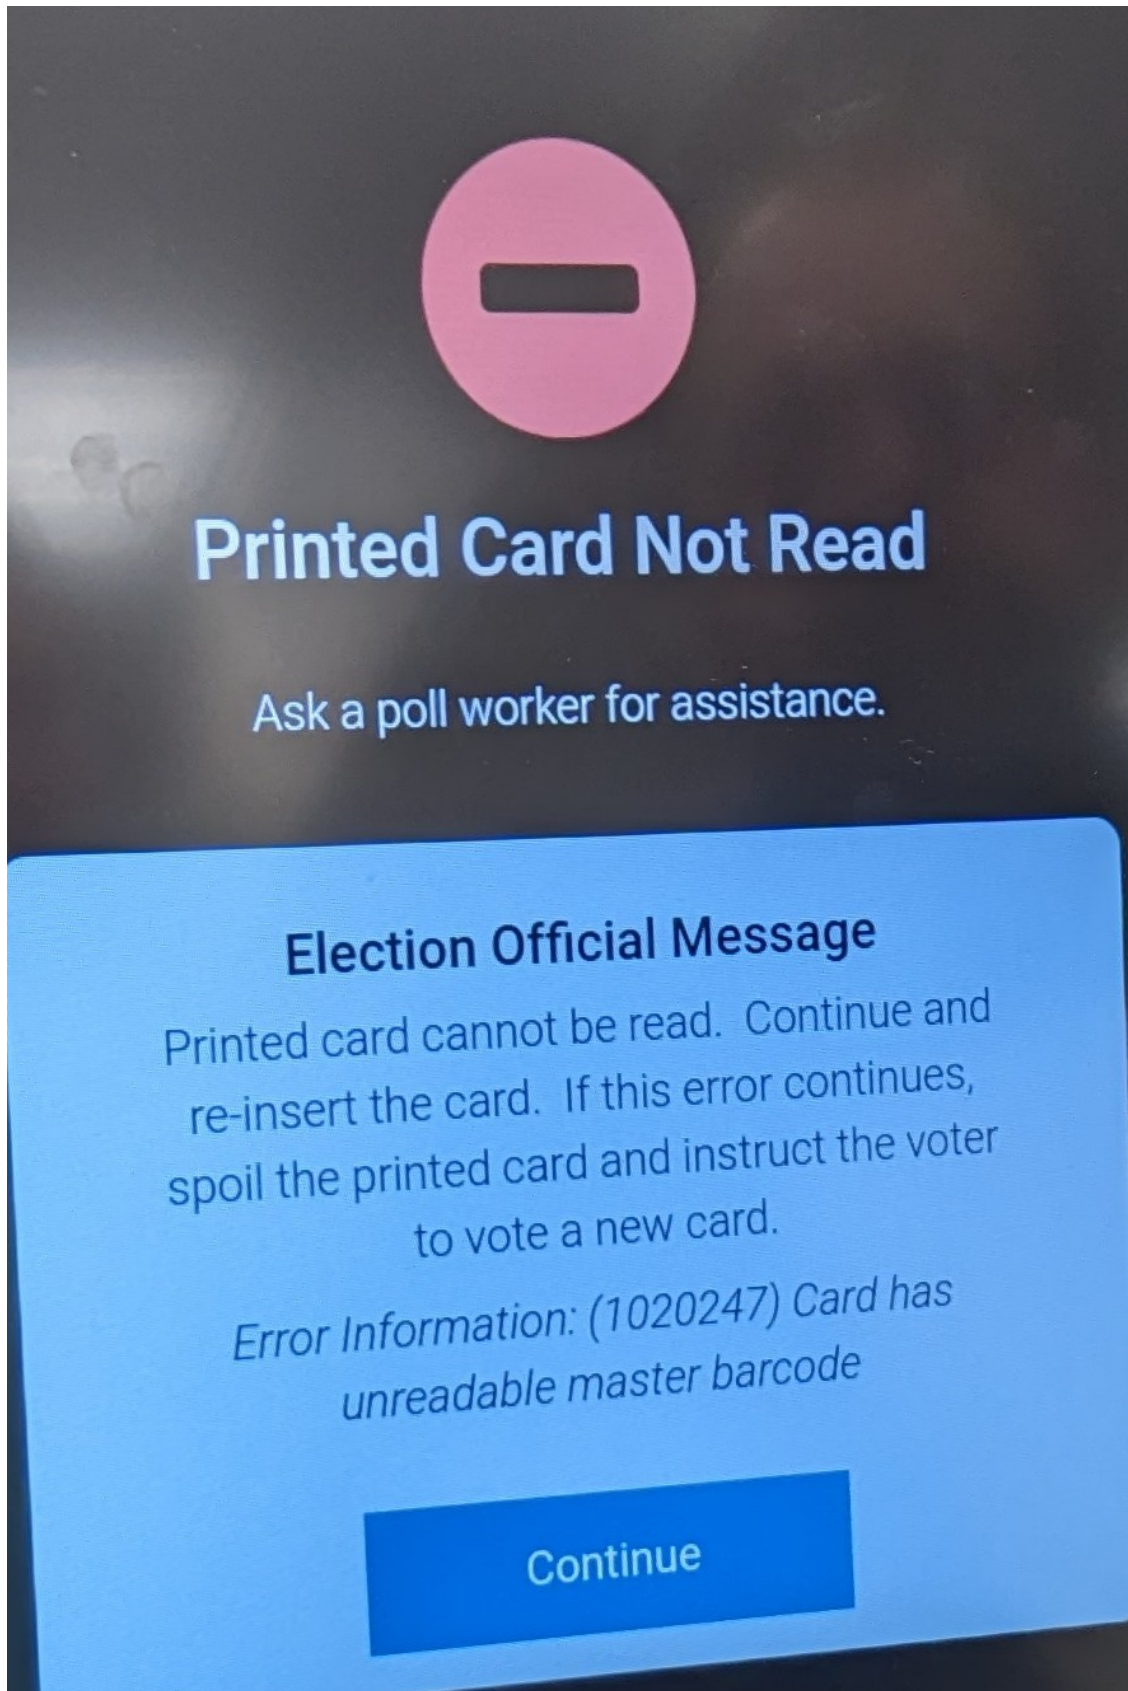 Printed Card Not Read
Ask a poll worker for assistance.
Election Official Message
Printed card cannot be read.  Continue and
re-insert the card.  If this error continues,
spoil the printed card and instruct the voter
to vote a new card.
Error Information: (1020247) Card has
unreadable master barcode
Continue